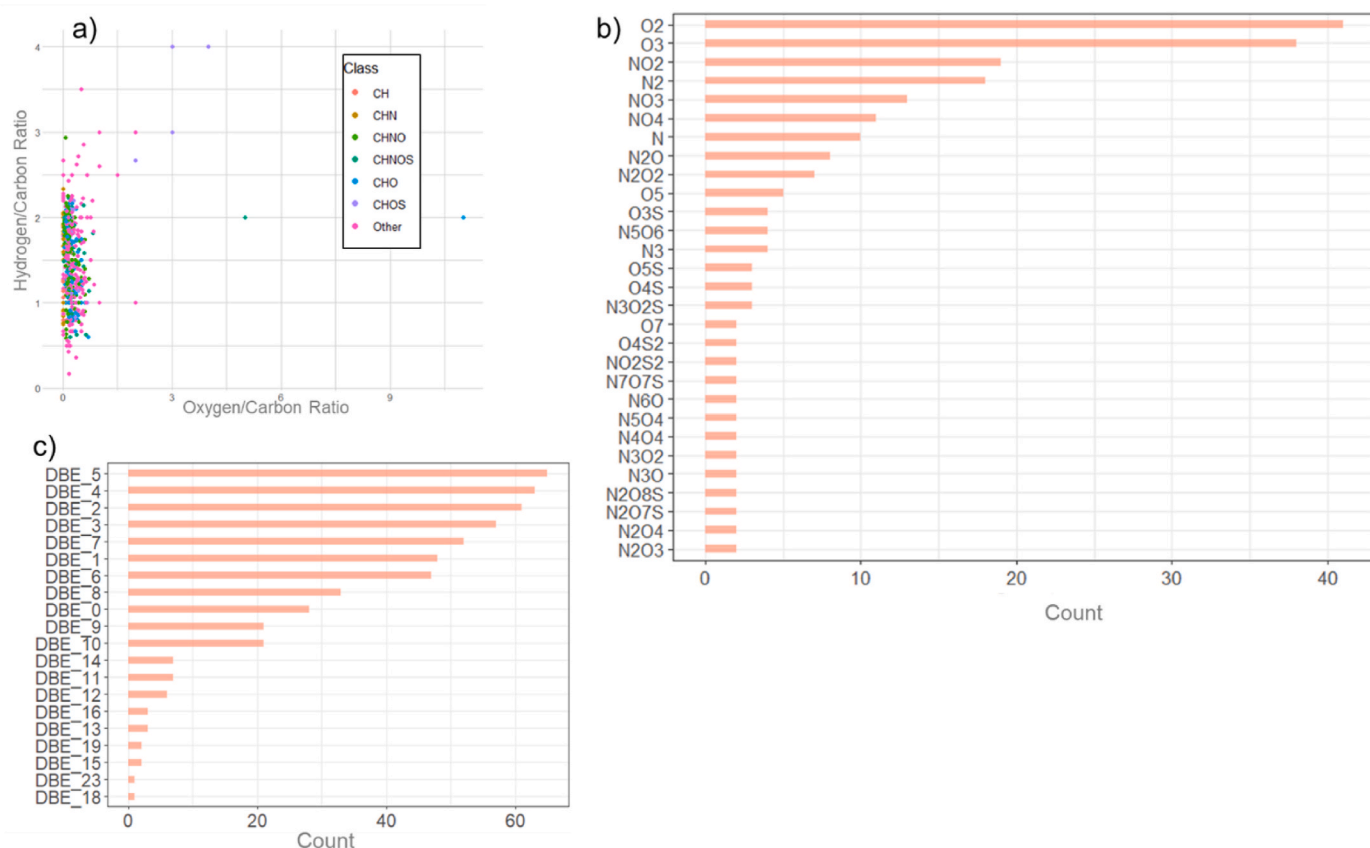 a)
Hydrogen/Carbon Ratio
4
3
2
1
0
Class
CH
CHN
CHNO
CHNOS
CHO
CHOS
Other
0
3
6
9
Oxygen/Carbon Ratio
b)
O2
O3
NO2
N2
NO3
NO4
N
N2O
N2O2
O5
O3S
N5O6
N3
O5S
O4S
N3O2S
O7
O4S2
NO2S2
N7O7S
N6O
N5O4
N4O4
N3O2
N3O
N2O8S
N2O7S
N2O4
N2O3
0 10 20 30 40
Count
c)
DBE_5
DBE_4
DBE_2
DBE_3
DBE_7
DBE_1
DBE_6
DBE_8
DBE_0
DBE_9
DBE_10
DBE_14
DBE_11
DBE_12
DBE_16
DBE_13
DBE_19
DBE_15
DBE_23
DBE_18
0 20 40 60
Count